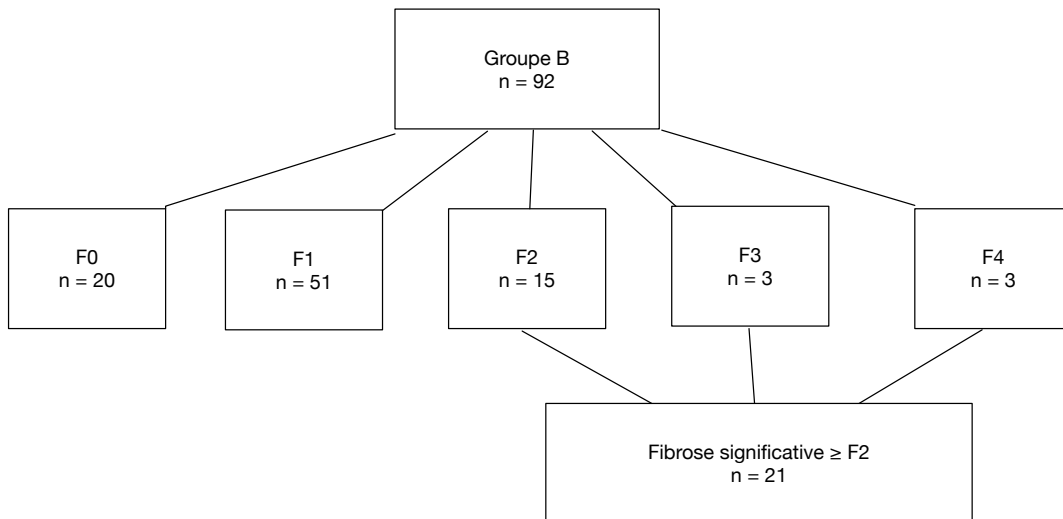 Groupe B
n = 92
F0
n = 20
F1
n = 51
F2
n = 15
F3
n = 3
F4
n = 3
Fibrose significative ≥ F2
n = 21